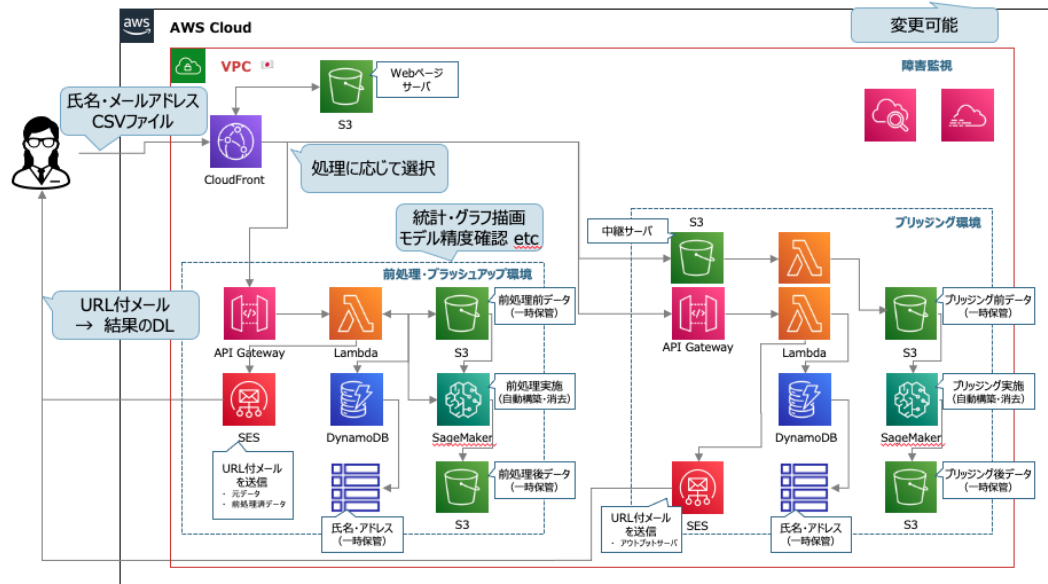 aws
AWS Cloud
変更可能
VPC
障害監視
Webページ
サーバ
S3
氏名・メールアドレス
CSVファイル
CloudFront
処理に応じて選択
統計・グラフ描画
モデル精度確認 etc
前処理・ブラッシュアップ環境
S3
中継サーバ
ブリッジング環境
URL付メール
→ 結果のDL
API Gateway
Lambda
S3
前処理前データ
(一時保管)
API Gateway
Lambda
S3
ブリッジング前データ
(一時保管)
SES
DynamoDB
SageMaker
前処理実施
(自動構築・消去)
DynamoDB
SageMaker
ブリッジング実施
(自動構築・消去)
URL付メール
を送信
・ 元データ
・ 前処理済データ
氏名・アドレス
(一時保管)
S3
前処理後データ
(一時保管)
URL付メール
を送信
・ アウトプットサーバ
SES
氏名・アドレス
(一時保管)
S3
ブリッジング後データ
(一時保管)